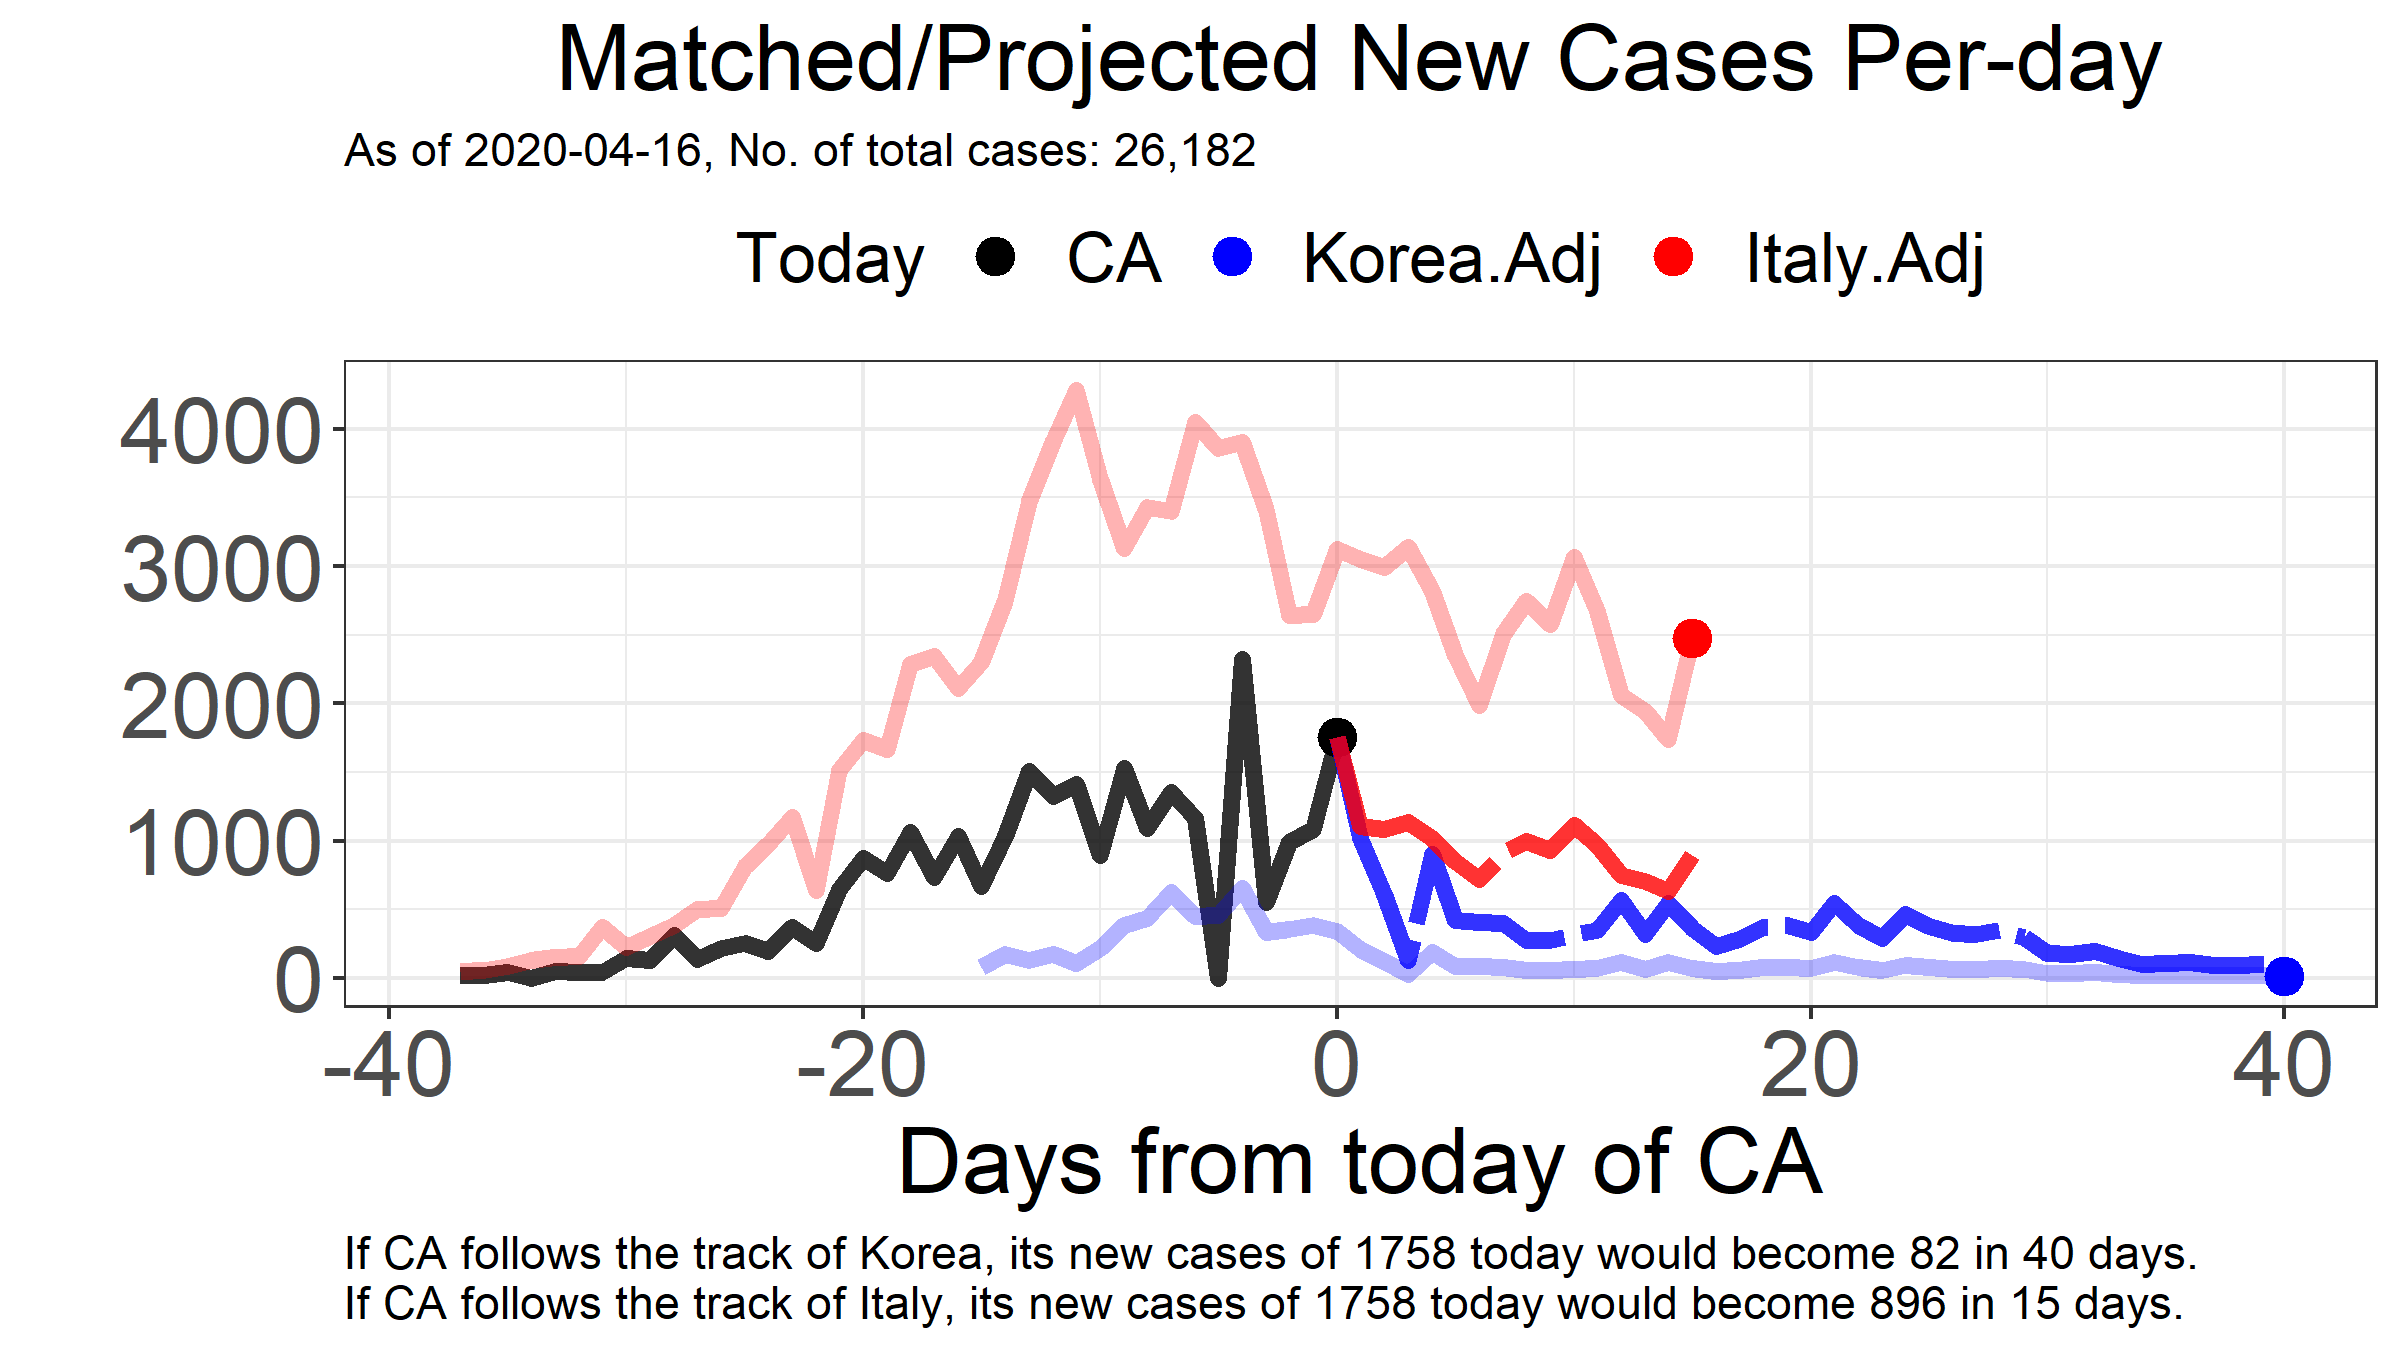 Matched/Projected New Cases Per-day
As of 2020-04-16, No. of total cases: 26,182
Today CA Korea.Adj Italy.Adj
4000
3000
2000
1000
0
-40 -20 0 20 40
Days from today of CA
If CA follows the track of Korea, its new cases of 1758 today would become 82 in 40 days.
If CA follows the track of Italy, its new cases of 1758 today would become 896 in 15 days.